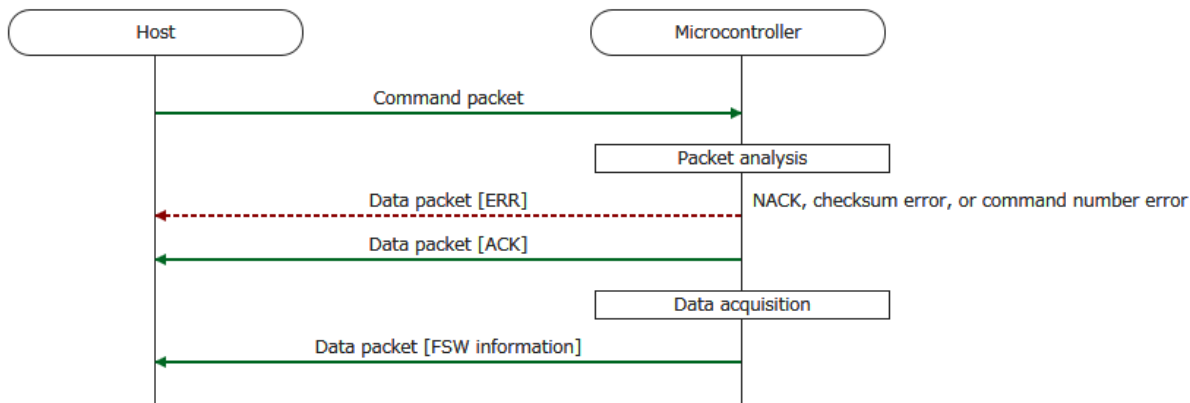 Host
Microcontroller
Command packet
Packet analysis
Data packet [ERR]
NACK, checksum error, or command number error
Data packet [ACK]
Data acquisition
Data packet [FSW information]